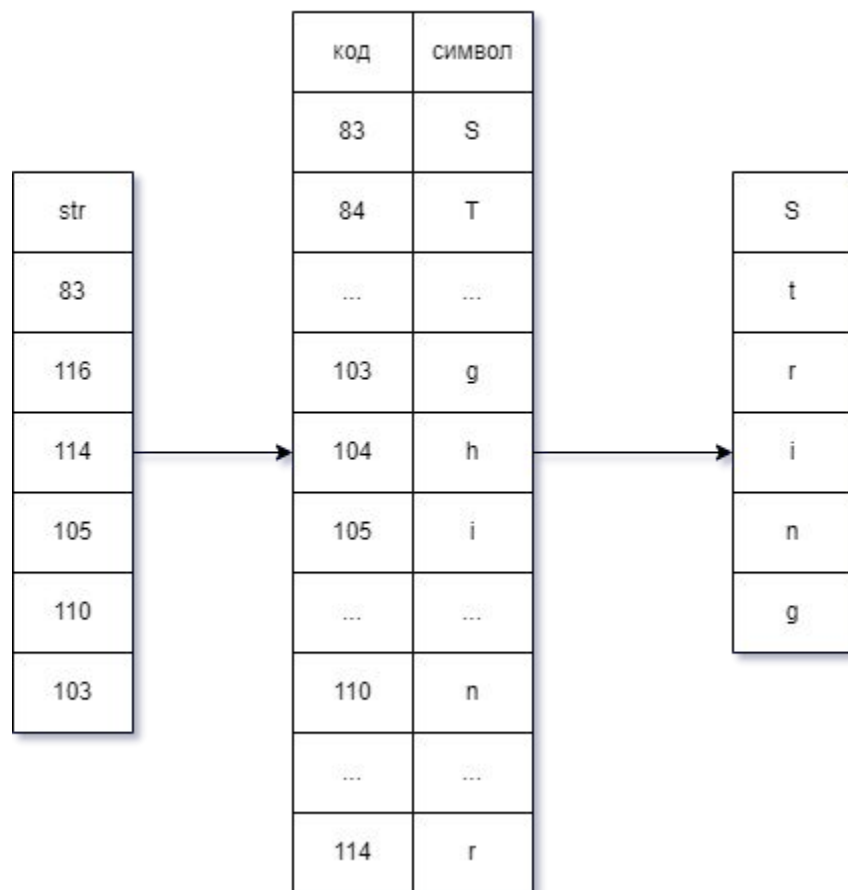 str
83
116
114
105
110
103
код символ
83 S
84 T
... ...
103 g
104 h
105 i
... ...
110 n
... ...
114 r
S
t
r
i
n
g